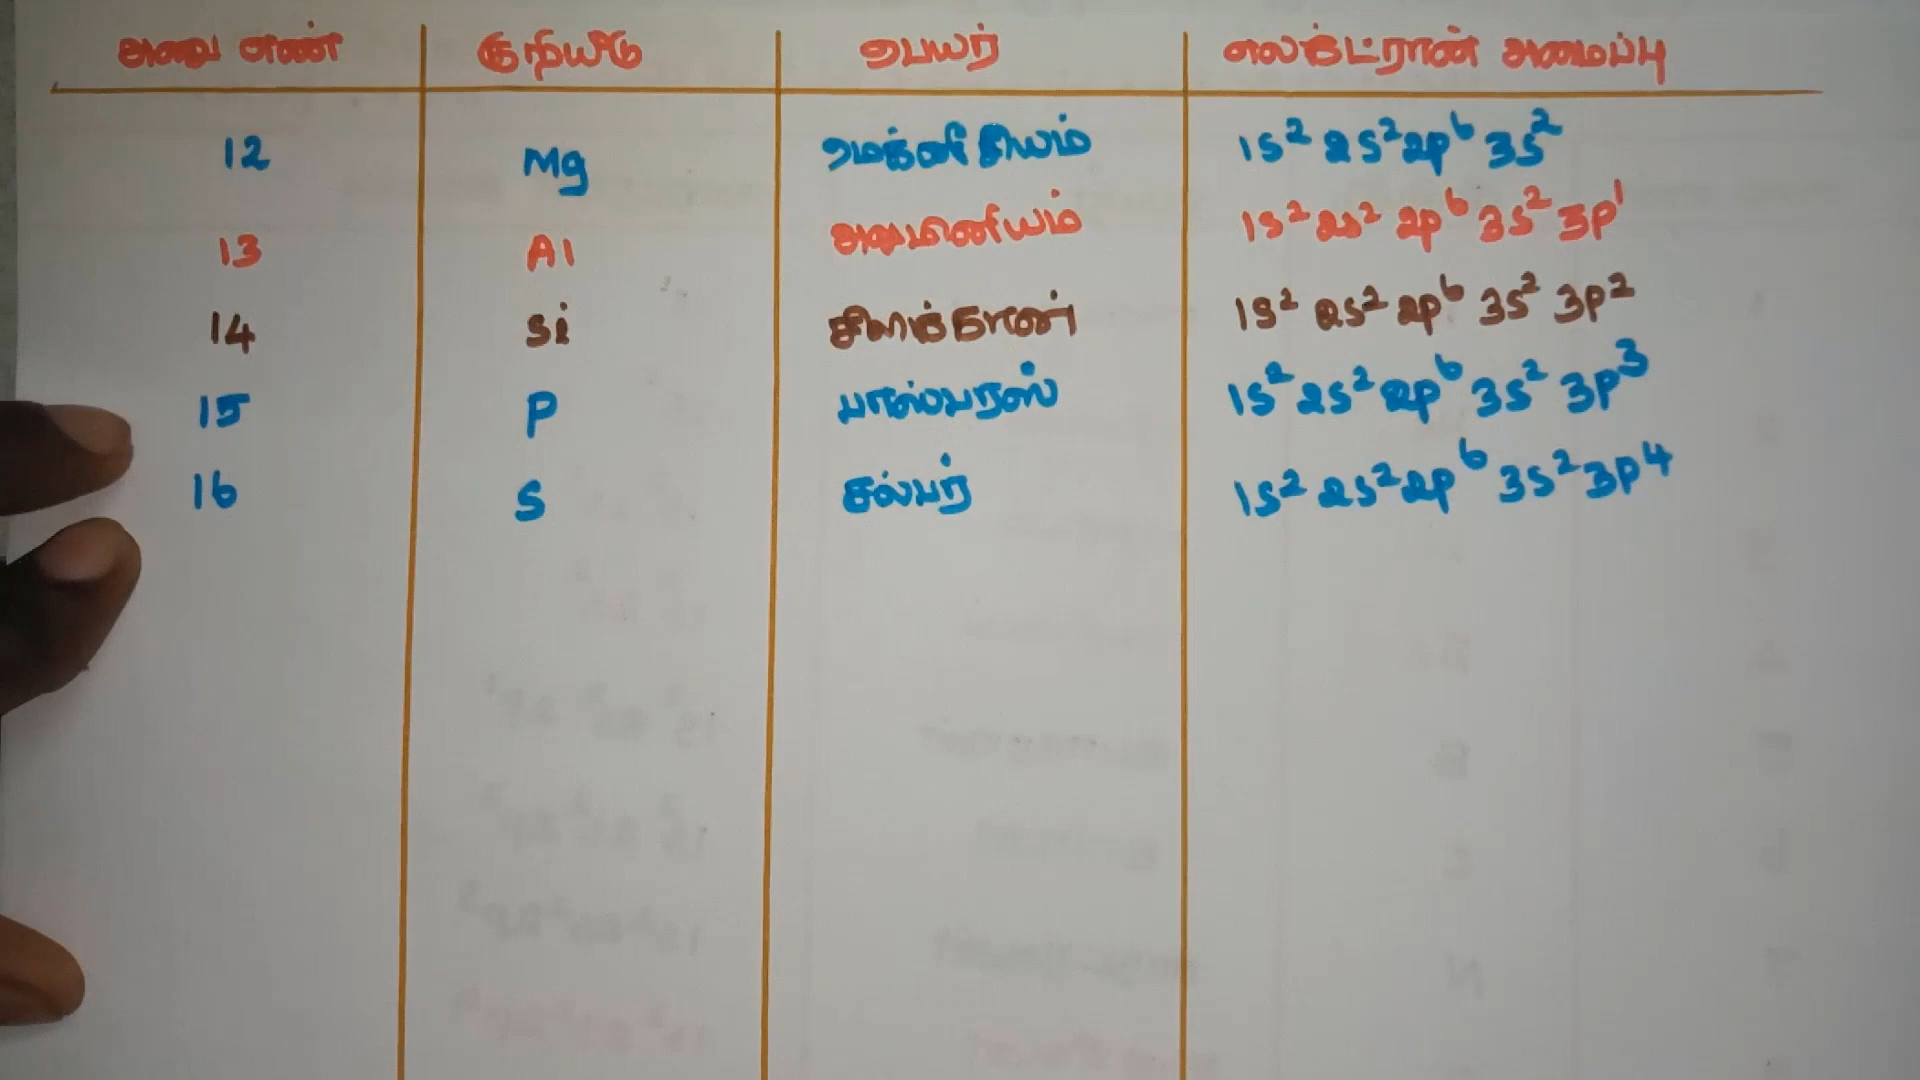 அணு எண் குறியீடு பெயர் எலக்ட்ரான் அமைப்பு
12 Mg மெக்னீசியம் 1s² 2s² 2p⁶ 3s²
13 Al அலுமினியம் 1s² 2s² 2p⁶ 3s² 3p¹
14 Si சிலிக்கான் 1s² 2s² 2p⁶ 3s² 3p²
15 P பாஸ்பரஸ் 1s² 2s² 2p⁶ 3s² 3p³
16 S சல்பர் 1s² 2s² 2p⁶ 3s² 3p⁴